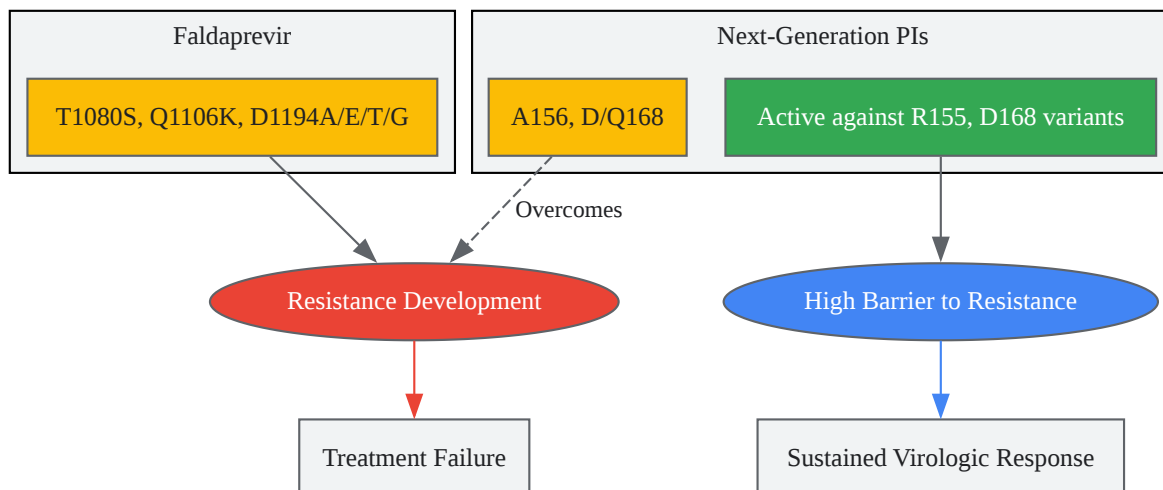 Faldaprevir
Next-Generation PIs
T1080S, Q1106K, D1194A/E/T/G
A156, D/Q168
Active against R155, D168 variants
Overcomes
Resistance Development
High Barrier to Resistance
Treatment Failure
Sustained Virologic Response